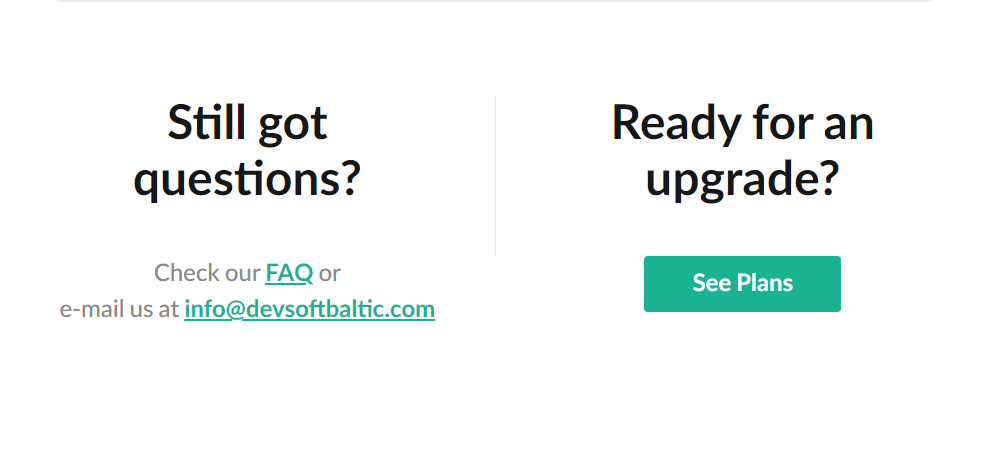 Still got
questions?
Check our FAQ or
e-mail us at info@devsoftbaltic.com
Ready for an
upgrade?
See Plans